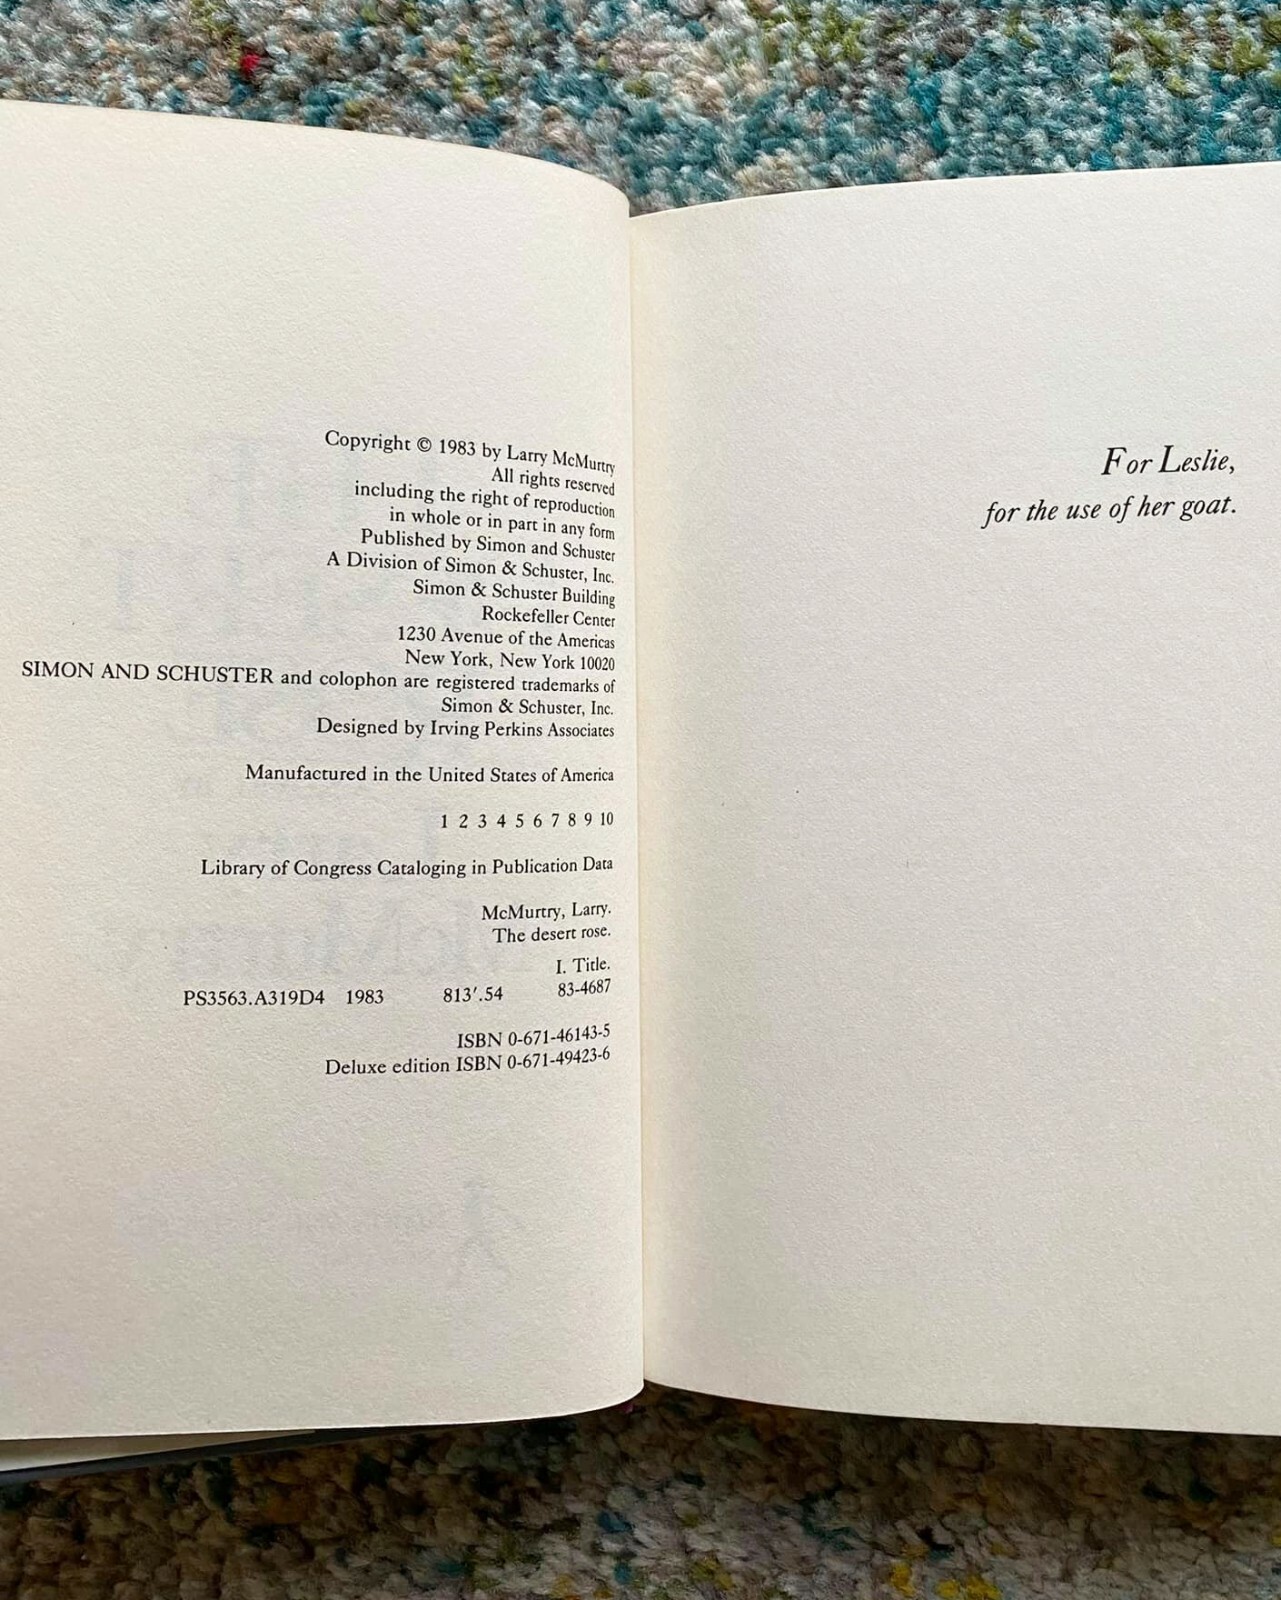 Copyright © 1983 by Larry McMurtry
All rights reserved
including the right of reproduction
in whole or in part in any form
Published by Simon and Schuster
A Division of Simon & Schuster, Inc.
Simon & Schuster Building
Rockefeller Center
1230 Avenue of the Americas
New York, New York 10020
SIMON AND SCHUSTER and colophon are registered trademarks of
Simon & Schuster, Inc.
Designed by Irving Perkins Associates
Manufactured in the United States of America
1 2 3 4 5 6 7 8 9 10
Library of Congress Cataloging in Publication Data
McMurtry, Larry.
The desert rose.
I. Title.
PS3563.A319D4 1983 813'.54 83-4687
ISBN 0-671-46143-5
Deluxe edition ISBN 0-671-49423-6
For Leslie,
for the use of her goat.